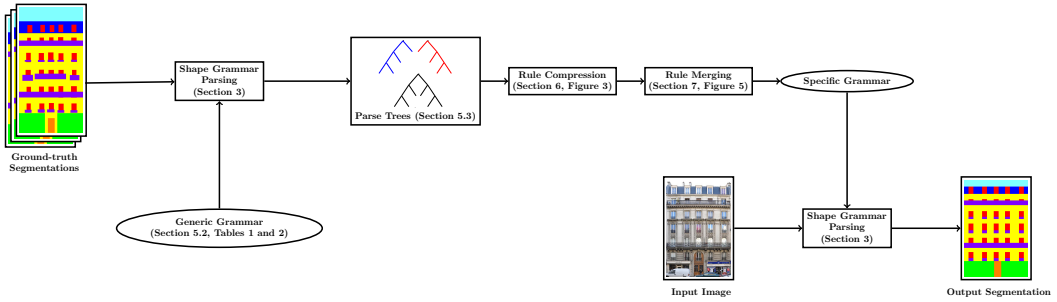 Ground-truth
Segmentations
Shape Grammar
Parsing
(Section 3)
Generic Grammar
(Section 5.2, Tables 1 and 2)
Parse Trees (Section 5.3)
Rule Compression
(Section 6, Figure 3)
Rule Merging
(Section 7, Figure 5)
Specific Grammar
Input Image
Shape Grammar
Parsing
(Section 3)
Output Segmentation